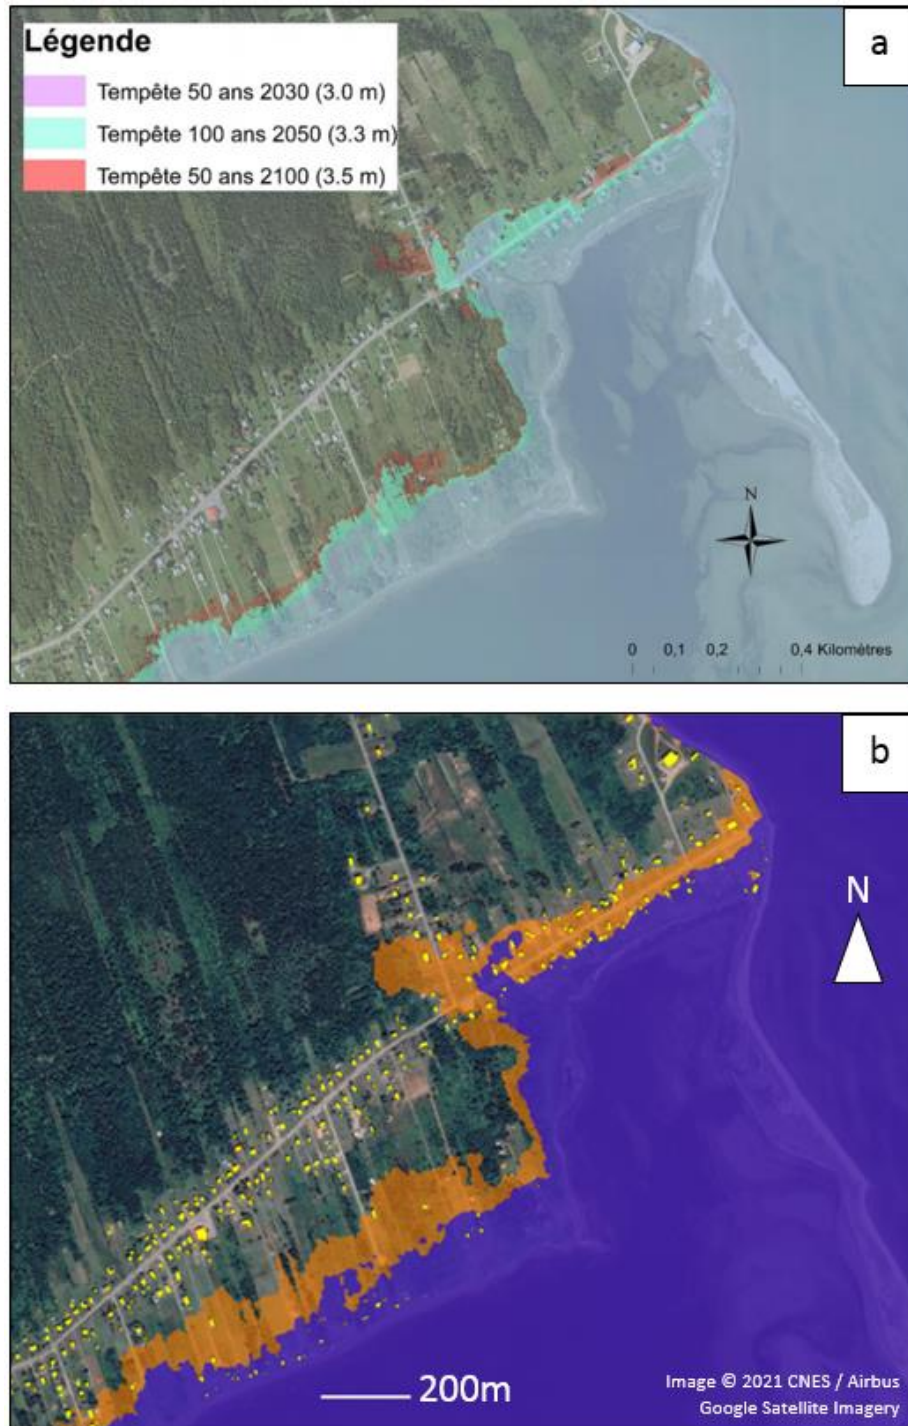 a
Légende
Tempête 50 ans 2030 (3.0 m)
Tempête 100 ans 2050 (3.3 m)
Tempête 50 ans 2100 (3.5 m)
N
0 0,1 0,2 0,4 Kilomètres
b
N
200m
Image © 2021 CNES / Airbus
Google Satellite Imagery